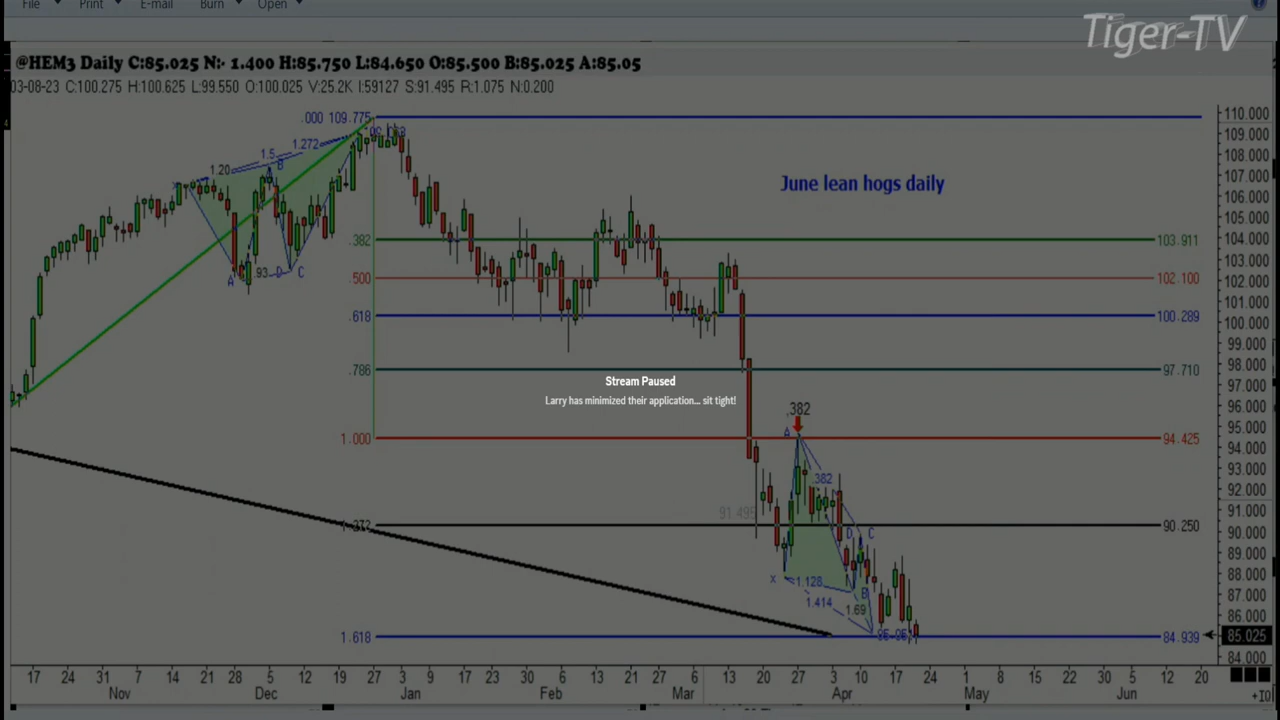 File Print E-mail Burn Open
Tiger-TV
@HEM3 Daily C:85.025 N:- 1.400 H:85.750 L:84.650 O:85.500 B:85.025 A:85.05
03-08-23 C:100.275 H:100.625 L:99.550 O:100.025 V:25.2K I:59127 S:91.495 R:1.075 N:0.200
.000 109.775
110.000
109.000
108.000
107.000
106.000
105.000
104.000
103.000
102.000
101.000
100.000
99.000
98.000
97.000
96.000
95.000
94.000
93.000
92.000
91.000
90.000
89.000
88.000
87.000
86.000
85.025
84.000
June lean hogs daily
1.20 1.5 1.272
B
A .93 D C
.382 103.911
.500 102.100
.618 100.289
.786 97.710
Stream Paused
Larry has minimized their application... sit tight!
.382
A
1.000 94.425
.382
91.495
1.272 90.250
D C
X 1.128
B
1.414 1.69
1.618 84.939
17 24 31 7 14 21 28 5 12 19 27 3 9 17 23 30 6 13 21 27 6 13 20 27 3 10 17 24 1 8 15 22 30 5 12 20
Nov Dec Jan Feb Mar Apr May Jun